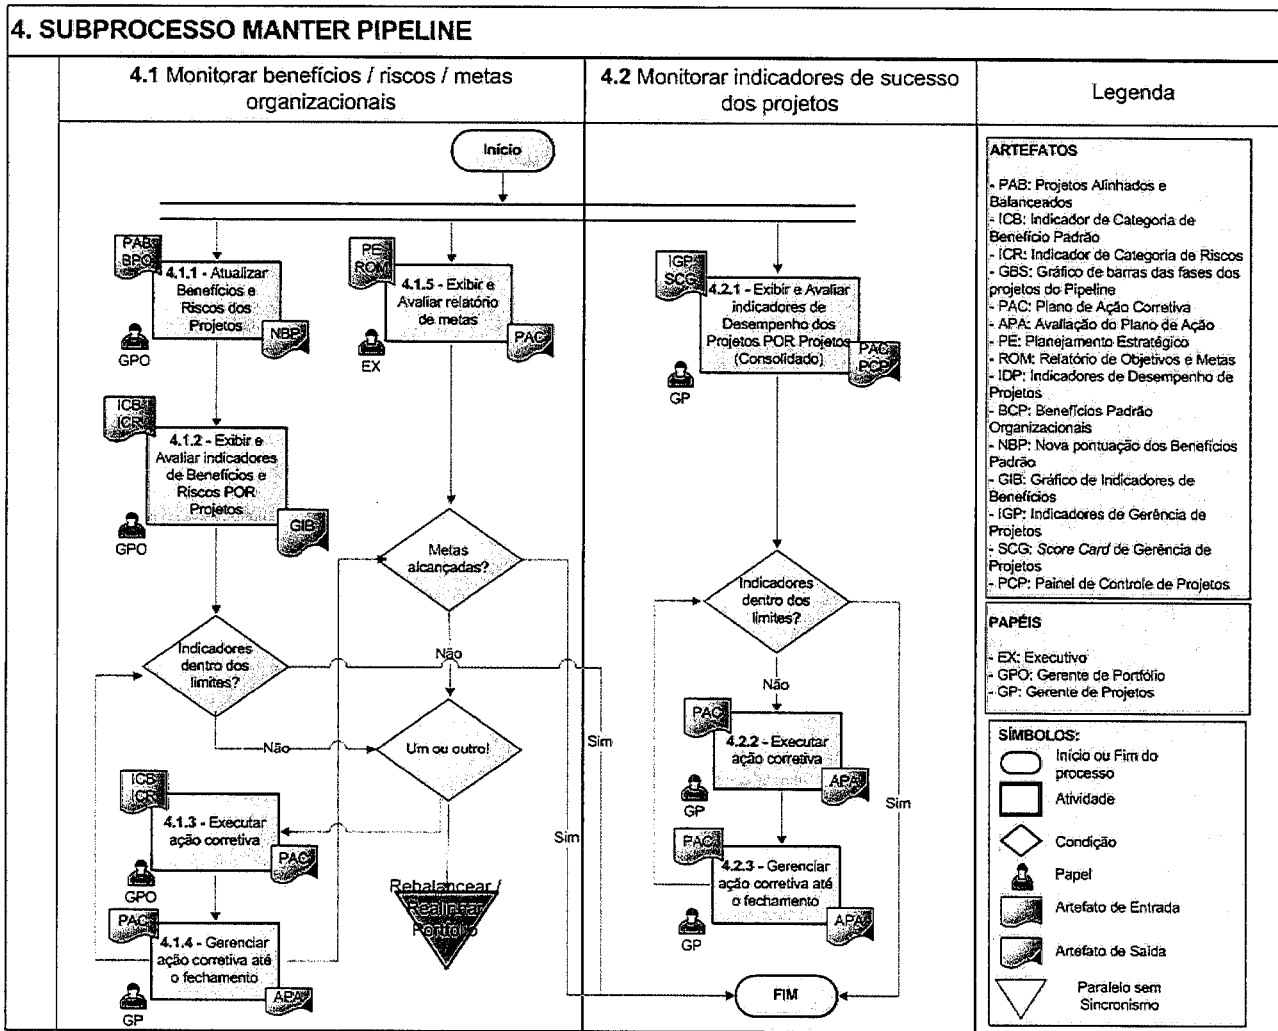 4. SUBPROCESSO MANTER PIPELINE
4.1 Monitorar benefícios / riscos / metas
organizacionais
4.2 Monitorar indicadores de sucesso
dos projetos
Legenda
Início
PAB
BPO
4.1.1 - Atualizar
Benefícios e
Riscos dos
Projetos
NBP
GPO
PE
ROM
4.1.5 - Exibir e
Avaliar relatório
de metas
PAC
EX
IGP
SCG
4.2.1 - Exibir e Avaliar
indicadores de
Desempenho dos
Projetos POR Projetos
(Consolidado)
PAC
PCP
GP
ICB
ICR
4.1.2 - Exibir e
Avaliar indicadores
de Benefícios e
Riscos POR
Projetos
GIB
GPO
Metas
alcançadas?
Não
Sim
Indicadores
dentro dos
limites?
Não
Sim
Um ou outro!
ICB
ICR
4.1.3 - Executar
ação corretiva
PAC
GPO
PAC
4.1.4 - Gerenciar
ação corretiva até
o fechamento
APA
GP
Rebalancear /
Realinhar
Portfólio
Indicadores
dentro dos
limites?
Não
Sim
PAC
4.2.2 - Executar
ação corretiva
APA
GP
PAC
4.2.3 - Gerenciar
ação corretiva até
o fechamento
APA
GP
FIM
ARTEFATOS
- PAB: Projetos Alinhados e
Balanceados
- ICB: Indicador de Categoria de
Benefício Padrão
- ICR: Indicador de Categoria de Riscos
- GBS: Gráfico de barras das fases dos
projetos do Pipeline
- PAC: Plano de Ação Corretiva
- APA: Avaliação do Plano de Ação
- PE: Planejamento Estratégico
- ROM: Relatório de Objetivos e Metas
- IDP: Indicadores de Desempenho de
Projetos
- BCP: Benefícios Padrão
Organizacionais
- NBP: Nova pontuação dos Benefícios
Padrão
- GIB: Gráfico de Indicadores de
Benefícios
- IGP: Indicadores de Gerência de
Projetos
- SCG: Score Card de Gerência de
Projetos
- PCP: Painel de Controle de Projetos
PAPÉIS
- EX: Executivo
- GPO: Gerente de Portfólio
- GP: Gerente de Projetos
SÍMBOLOS:
Início ou Fim do
processo
Atividade
Condição
Papel
Artefato de Entrada
Artefato de Saída
Paralelo sem
Sincronismo